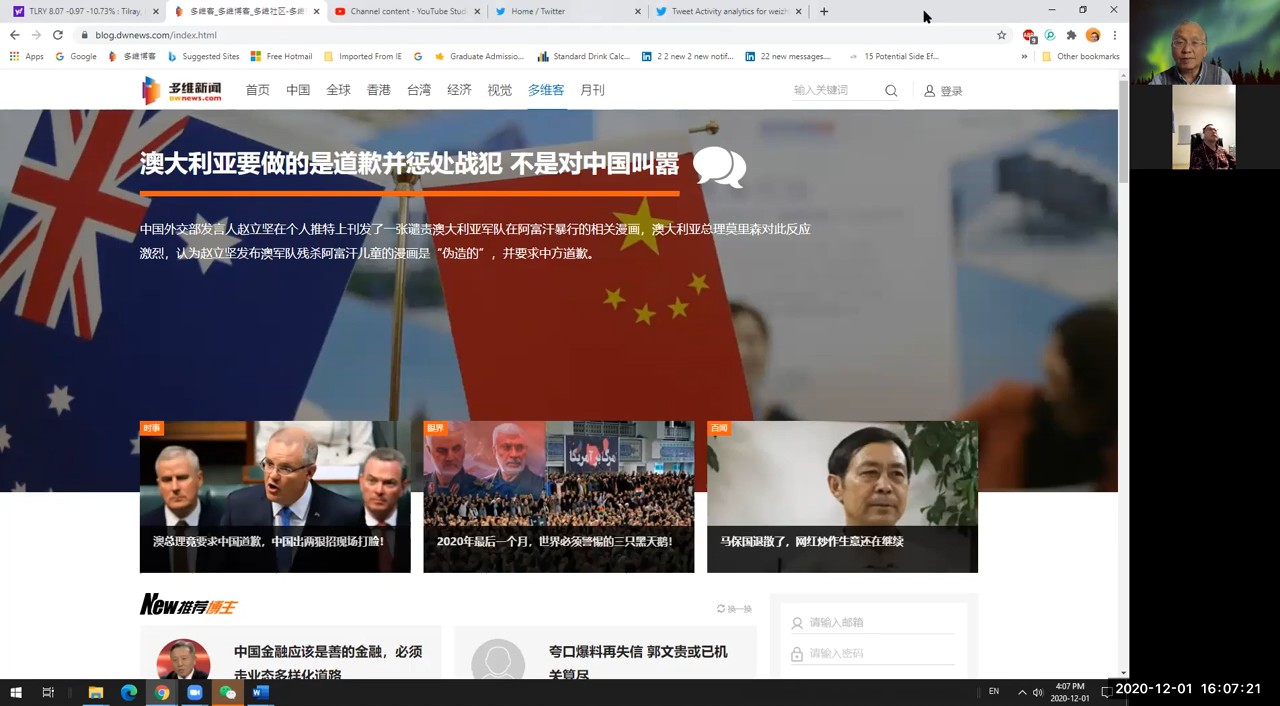 TLRY 8.07 -0.97 -10.73% : Tilray,
多维客_多维博客_多维社区-多维
Channel content - YouTube Stud
Home / Twitter
Tweet Activity analytics for weizh
blog.dwnews.com/index.html
Apps
Google
多维博客
Suggested Sites
Free Hotmail
Imported From IE
Graduate Admissio...
Standard Drink Calc...
2 2 new 2 new notif...
22 new messages....
15 Potential Side Ef...
»
Other bookmarks
多维新闻
DWNEWS.COM
首页
中国
全球
香港
台湾
经济
视觉
多维客
月刊
输入关键词
登录
澳大利亚要做的是道歉并惩处战犯 不是对中国叫嚣
中国外交部发言人赵立坚在个人推特上刊发了一张谴责澳大利亚军队在阿富汗暴行的相关漫画，澳大利亚总理莫里森对此反应
激烈，认为赵立坚发布澳军队残杀阿富汗儿童的漫画是“伪造的”，并要求中方道歉。
时事
眼界
百闻
澳总理竟要求中国道歉，中国出两狠招现场打脸！
2020年最后一个月，世界必须警惕的三只黑天鹅！
马保国退散了，网红炒作生意还在继续
New推荐博主
换一换
中国金融应该是善的金融，必须
走业态多样化道路
夸口爆料再失信 郭文贵或已机
关算尽
请输入邮箱
请输入密码
EN
4:07 PM
2020-12-01
2020-12-01 16:07:21